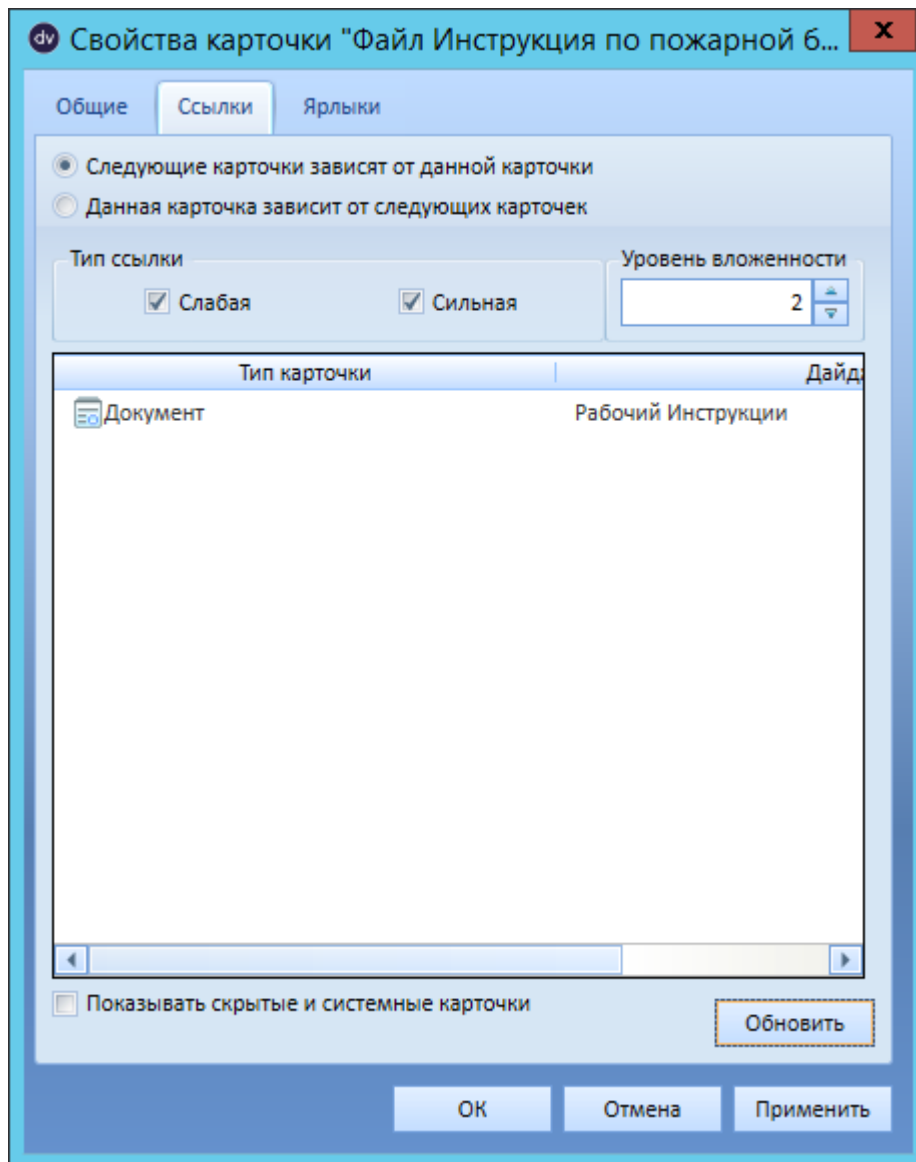 dv Свойства карточки "Файл Инструкция по пожарной б... x
Общие Ссылки Ярлыки
Следующие карточки зависят от данной карточки
Данная карточка зависит от следующих карточек
Тип ссылки Уровень вложенности
Слабая Сильная 2
Тип карточки Дайд
Документ Рабочий Инструкции
Показывать скрытые и системные карточки
Обновить
ОК Отмена Применить